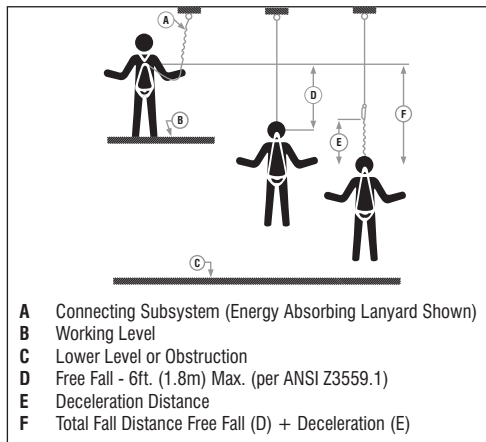 A
B
D
F
E
C
A Connecting Subsystem (Energy Absorbing Lanyard Shown)
B Working Level
C Lower Level or Obstruction
D Free Fall - 6ft. (1.8m) Max. (per ANSI Z3559.1)
E Deceleration Distance
F Total Fall Distance Free Fall (D) + Deceleration (E)